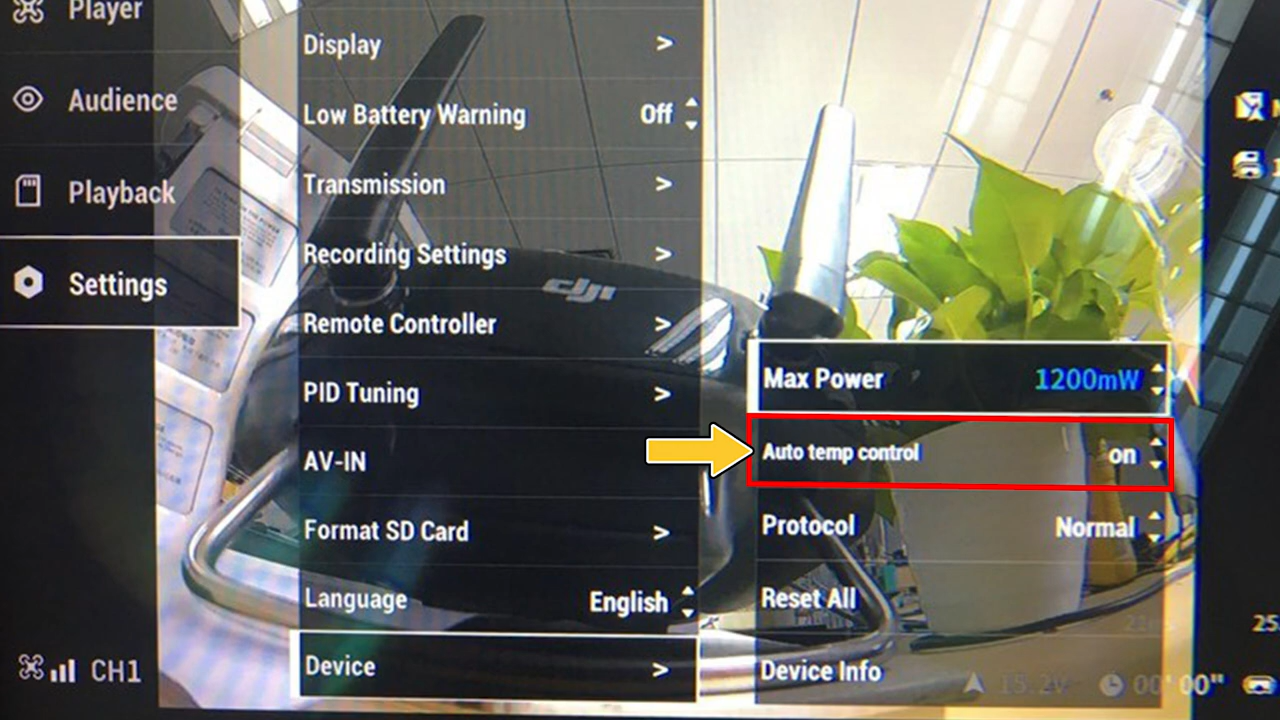 Player
Audience
Playback
Settings
CH1
Display
Low Battery Warning Off
Transmission
Recording Settings
Remote Controller
PID Tuning
AV-IN
Format SD Card
Language English
Device
dji
Max Power 1200mW
Auto temp control on
Protocol Normal
Reset All
Device Info
15.2V 00'00"
25